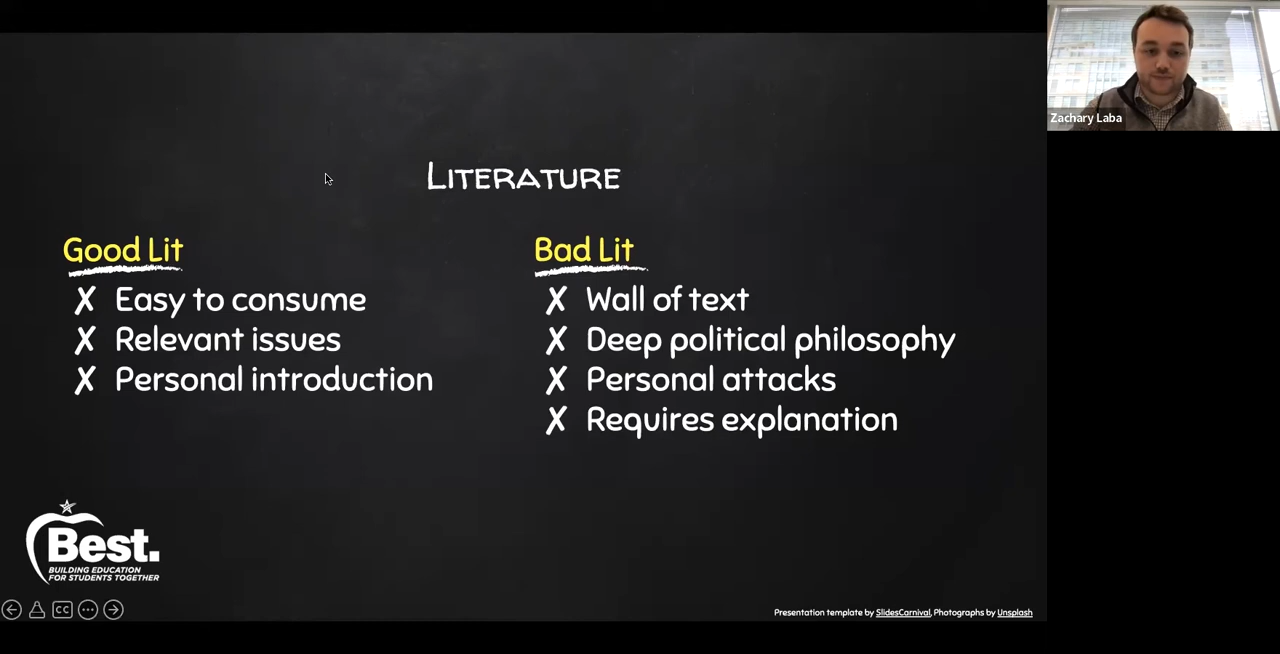 Zachary Laba
Literature
Good Lit
✗ Easy to consume
✗ Relevant issues
✗ Personal introduction
Bad Lit
✗ Wall of text
✗ Deep political philosophy
✗ Personal attacks
✗ Requires explanation
Best.
BUILDING EDUCATION
FOR STUDENTS TOGETHER
CC
Presentation template by SlidesCarnival, Photographs by Unsplash